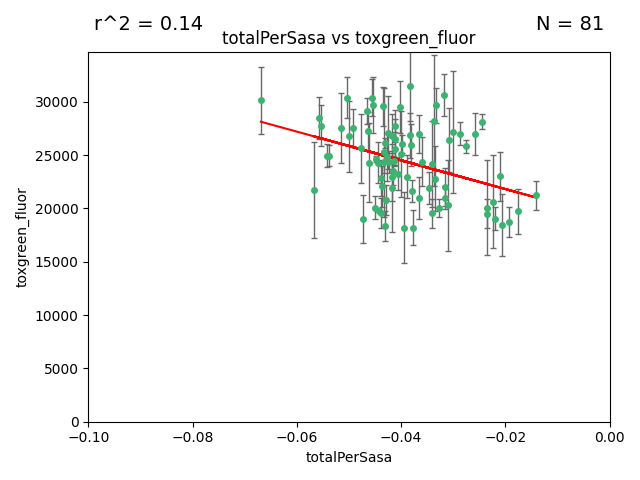 r^2 = 0.14
N = 81
totalPerSasa vs toxgreen_fluor
toxgreen_fluor
30000
25000
20000
15000
10000
5000
0
−0.10
−0.08
−0.06
−0.04
−0.02
0.00
totalPerSasa